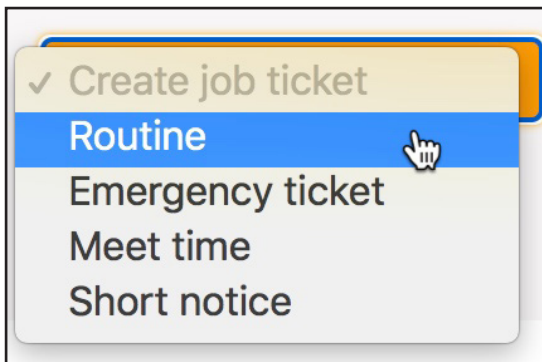 Create job ticket
Routine
Emergency ticket
Meet time
Short notice